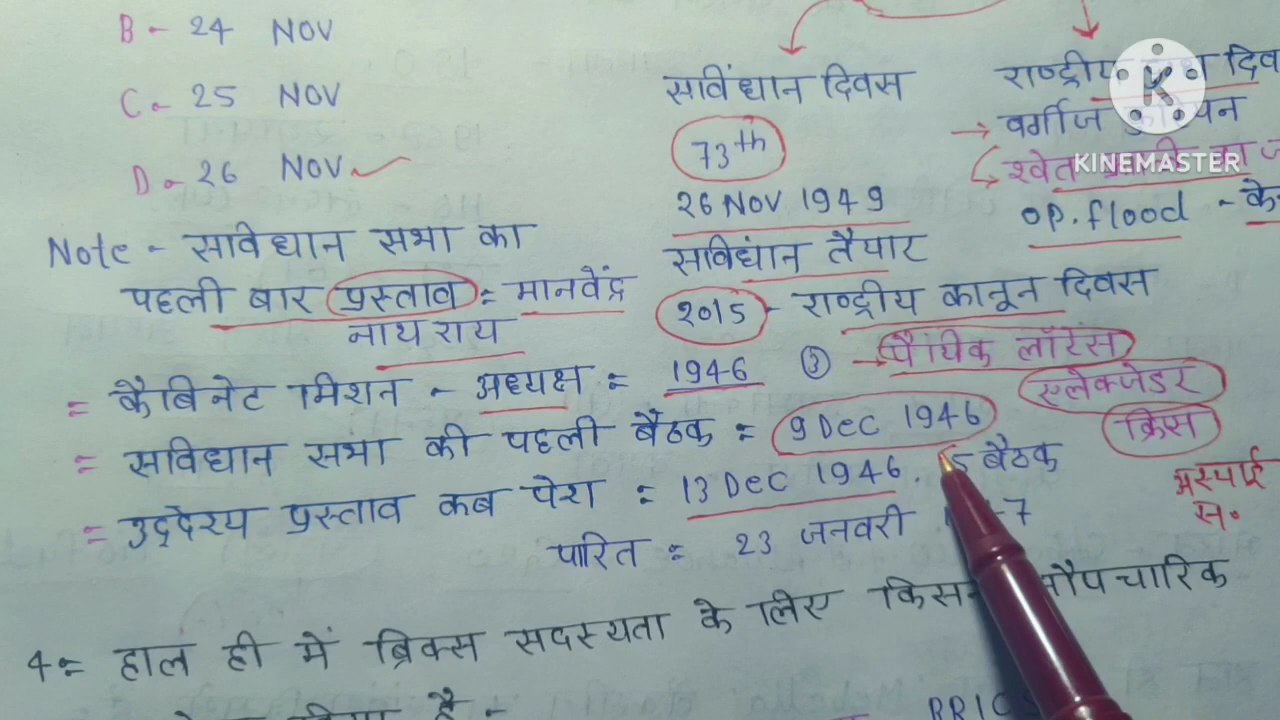 B - 24 NOV
C - 25 NOV
D - 26 NOV
Note - साविधान सभा का
पहली बार प्रस्ताव = मानवेंद्र
नाथ राय
= कैबिनेट मिशन - अध्यक्ष = 1946 ③ → पैथिक लॉरेंस
एलेक्जेडर
क्रिप्स
= सविधान सभा की पहली बैठक = 9 Dec 1946
= उद्देश्य प्रस्ताव कब पेश = 13 Dec 1946. बैठक
पारित = 23 जनवरी
अस्थाई
स॰
साविंधान दिवस
73th
26 NOV 1949
सविंधान तैयार
2015 - राष्ट्रीय कानून दिवस
राष्ट्रीय दिव
→ वर्गीज
श्वेत का ज
op. flood - के
KINEMASTER
4 = हाल ही में ब्रिक्स सदस्यता के लिए औपचारिक
है -
BRICS